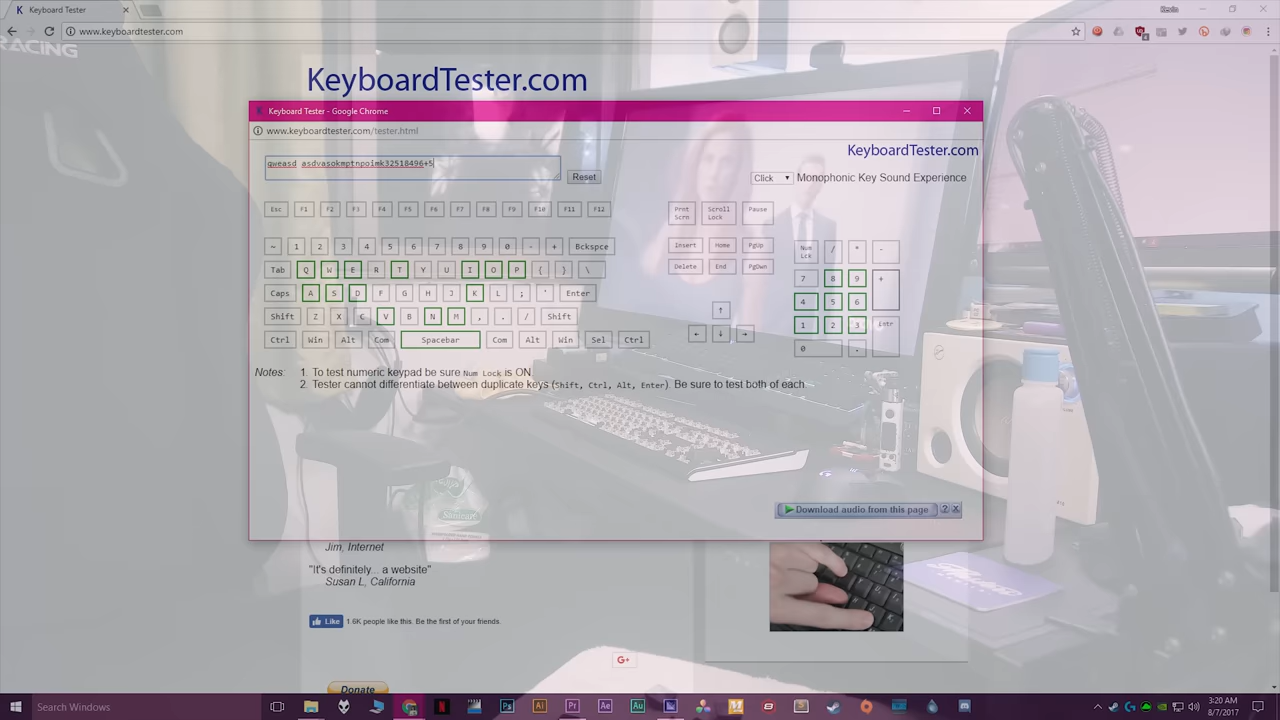 Keyboard Tester
Kevin
www.keyboardtester.com
RACING
KeyboardTester.com
Keyboard Tester - Google Chrome
www.keyboardtester.com/tester.html
KeyboardTester.com
qweasd asdvasokmptnpoimk32518496+5
Reset
Click Monophonic Key Sound Experience
Esc F1 F2 F3 F4 F5 F6 F7 F8 F9 F10 F11 F12
Prnt Scrn Scroll Lock Pause
~ 1 2 3 4 5 6 7 8 9 0 - + Bckspce
Insert Home PgUp
Num Lck / * -
Tab Q W E R T Y U I O P { } \
Delete End PgDwn
7 8 9 +
Caps A S D F G H J K L ; ' Enter
4 5 6
Shift Z X C V B N M , . / Shift
↑
1 2 3 Entr
Ctrl Win Alt Com Spacebar Com Alt Win Sel Ctrl
← ↓ →
0 .
Notes: 1. To test numeric keypad be sure Num Lock is ON.
2. Tester cannot differentiate between duplicate keys (Shift, Ctrl, Alt, Enter). Be sure to test both of each
Download audio from this page ? X
Jim, Internet
"It's definitely... a website"
Susan L, California
Like 1.6K people like this. Be the first of your friends.
G+
Donate
Search Windows
3:20 AM
8/7/2017